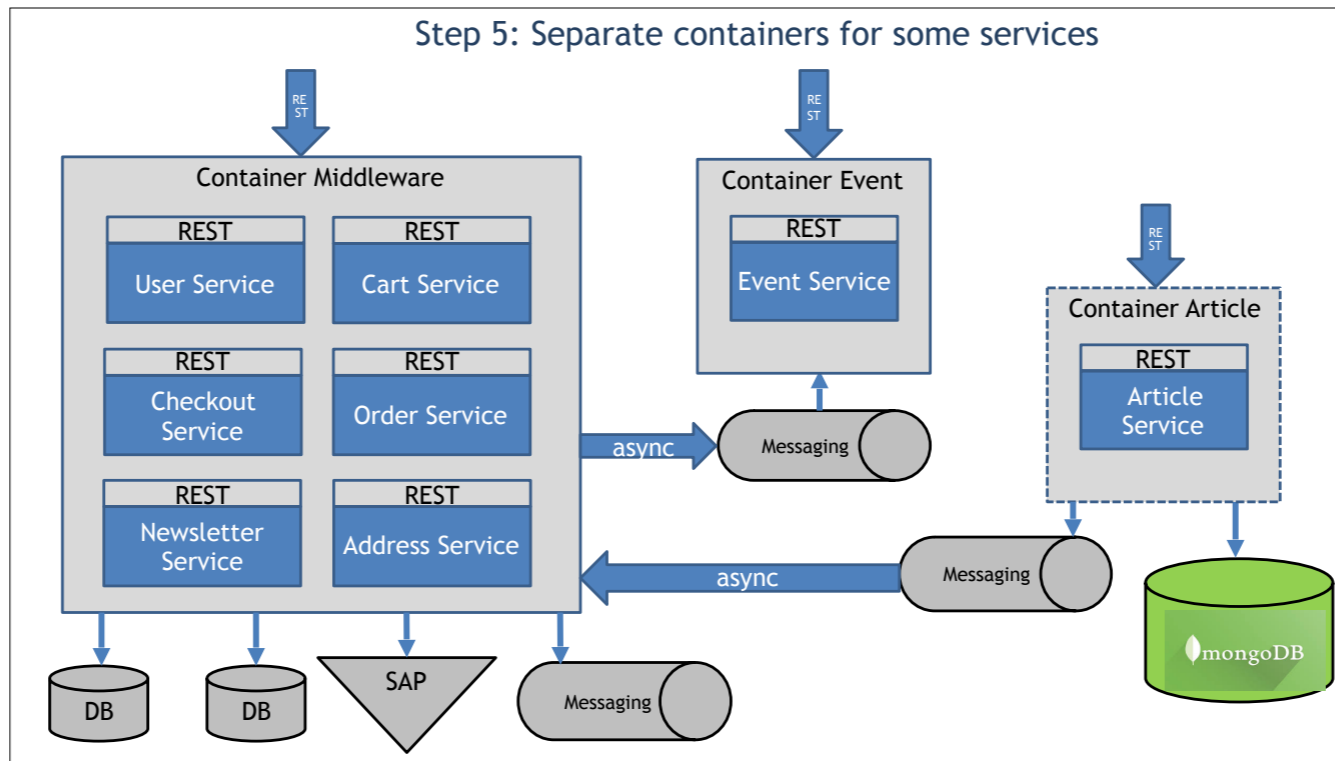 Step 5: Separate containers for some services
RE
ST
RE
ST
RE
ST
Container Middleware
REST
User Service
REST
Cart Service
REST
Checkout
Service
REST
Order Service
REST
Newsletter
Service
REST
Address Service
Container Event
REST
Event Service
Container Article
REST
Article
Service
async
Messaging
async
Messaging
DB
DB
SAP
Messaging
mongoDB